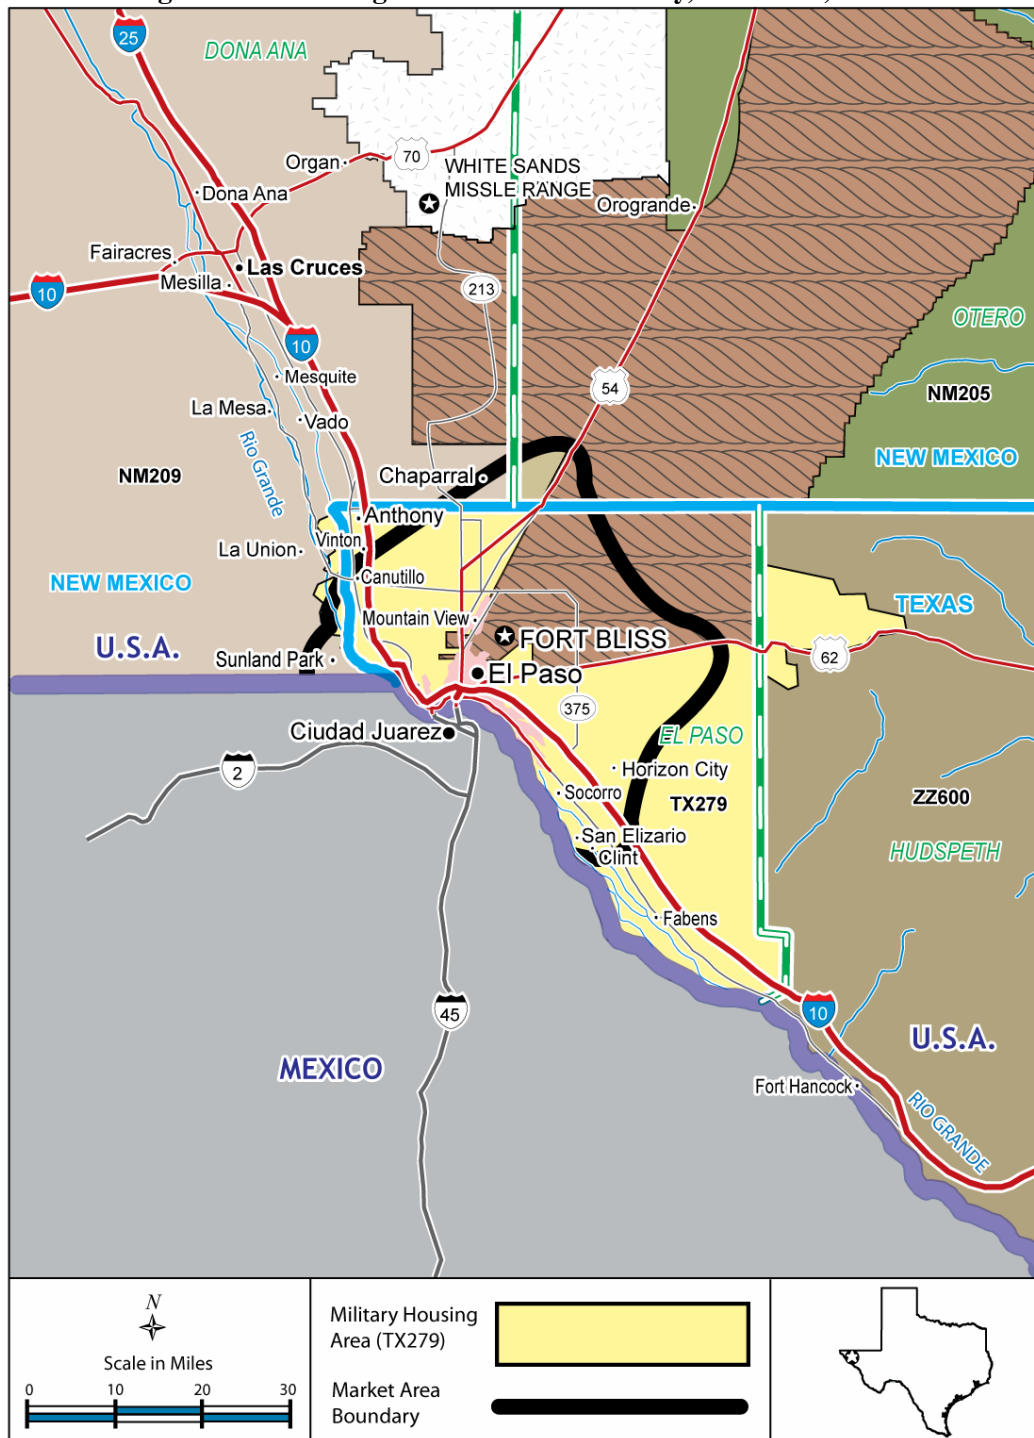 25
DONA ANA
Organ
70
WHITE SANDS
MISSLE RANGE
Dona Ana
Orogrande
Fairacres
Las Cruces
Mesilla
10
213
OTERO
10
Mesquite
54
NM205
La Mesa
Vado
Rio Grande
NEW MEXICO
NM209
Chaparral
Anthony
Vinton
La Union
Canutillo
NEW MEXICO
TEXAS
Mountain View
FORT BLISS
U.S.A.
Sunland Park
62
El Paso
375
Ciudad Juarez
EL PASO
2
Horizon City
Socorro
TX279
ZZ600
San Elizario
Clint
HUDSPETH
Fabens
45
10
U.S.A.
MEXICO
Fort Hancock
RIO GRANDE
N
Scale in Miles
0 10 20 30
Military Housing
Area (TX279)
Market Area
Boundary